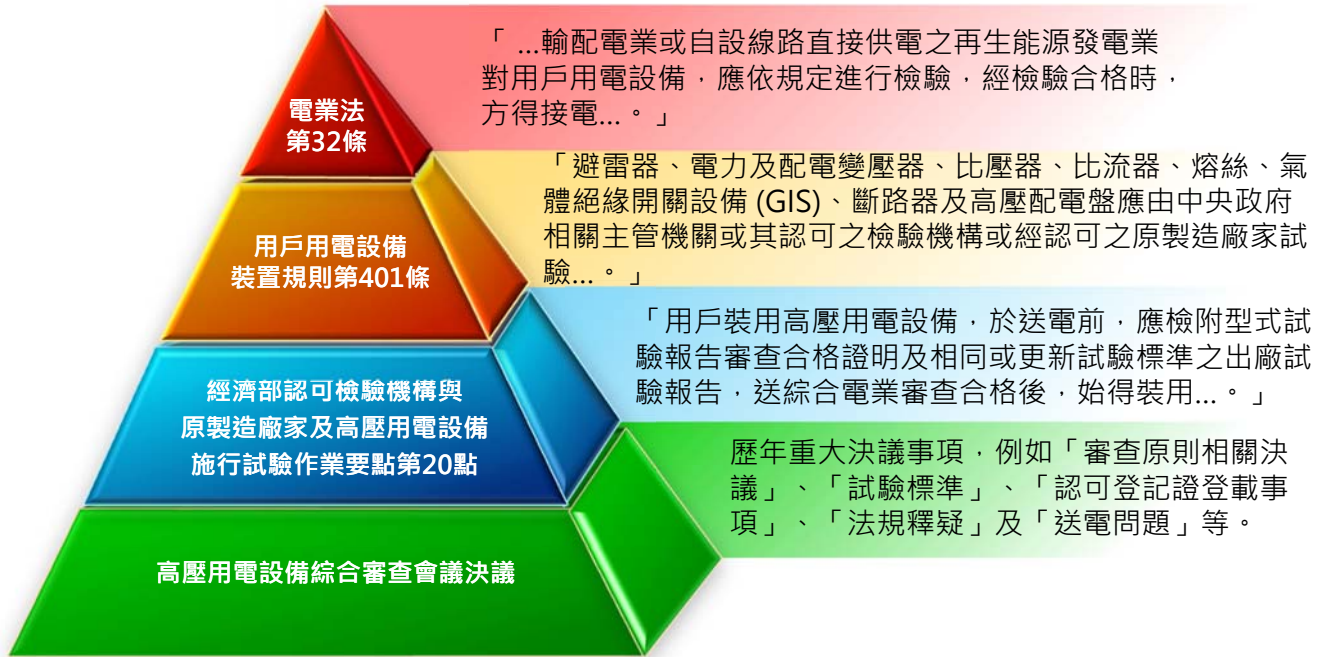 電業法
第32條
「 …輸配電業或自設線路直接供電之再生能源發電業
對用戶用電設備，應依規定進行檢驗，經檢驗合格時，
方得接電…。」
用戶用電設備
裝置規則第401條
「避雷器、電力及配電變壓器、比壓器、比流器、熔絲、氣
體絕緣開關設備 (GIS)、斷路器及高壓配電盤應由中央政府
相關主管機關或其認可之檢驗機構或經認可之原製造廠家試
驗…。」
經濟部認可檢驗機構與
原製造廠家及高壓用電設備
施行試驗作業要點第20點
「用戶裝用高壓用電設備，於送電前，應檢附型式試
驗報告審查合格證明及相同或更新試驗標準之出廠試
驗報告，送綜合電業審查合格後，始得裝用…。」
高壓用電設備綜合審查會議決議
歷年重大決議事項，例如「審查原則相關決
議」、「試驗標準」、「認可登記證登載事
項」、「法規釋疑」及「送電問題」等。